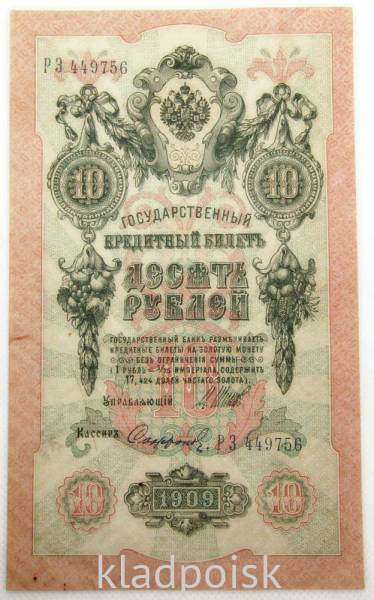 РЗ 449756
10 10
ГОСУДАРСТВЕННЫЙ
КРЕДИТНЫЙ БИЛЕТЪ
ДЕСЯТЬ
РУБЛЕЙ
ГОСУДАРСТВЕННЫЙ БАНКЪ РАЗМѢНИВАЕТЪ
КРЕДИТНЫЕ БИЛЕТЫ НА ЗОЛОТУЮ МОНЕТУ
БЕЗЪ ОГРАНИЧЕНІЯ СУММЫ
(1 РУБЛЬ = 1/15 ИМПЕРІАЛА, СОДЕРЖИТЪ
17,424 ДОЛЕЙ ЧИСТАГО ЗОЛОТА).
10
УПРАВЛЯЮЩІЙ
КАССИРЪ
РЗ 449756
10 1909 10
kladpoisk